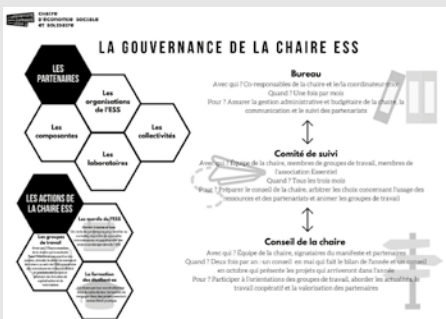 CHAIRE
D'ÉCONOMIE SOCIALE
ET SOLIDAIRE
LA GOUVERNANCE DE LA CHAIRE ESS
LES
PARTENAIRES
Les
organisations
de l'ESS
Les
composantes
Les
collectivités
Les
laboratoires
LES ACTIONS DE
LA CHAIRE ESS
Les mardis de l'ESS
Les groupes
de travail
La formation
des étudiant·es
Bureau
Avec qui ? Co-responsables de la chaire et le/la coordinateur·trice
Quand ? Une fois par mois
Pour ? Assurer la gestion administrative et budgétaire de la chaire, la
communication et le suivi des partenariats
Comité de suivi
Avec qui ? Équipe de la chaire, membres de groupes de travail, membres de
l'association Essentiel
Quand ? Tous les trois mois
Pour ? Préparer le conseil de la chaire, arbitrer les choix concernant l'usage des
ressources et des partenariats et animer les groupes de travail
Conseil de la chaire
Avec qui ? Équipe de la chaire, signataires du manifeste et partenaires
Quand ? Deux fois par an : un conseil en mai qui fait le bilan de l'année et un conseil
en octobre qui présente les projets qui arriveront dans l'année
Pour ? Participer à l'orientations des groupes de travail, aborder les actualités, le
travail coopératif et la valorisation des partenaires